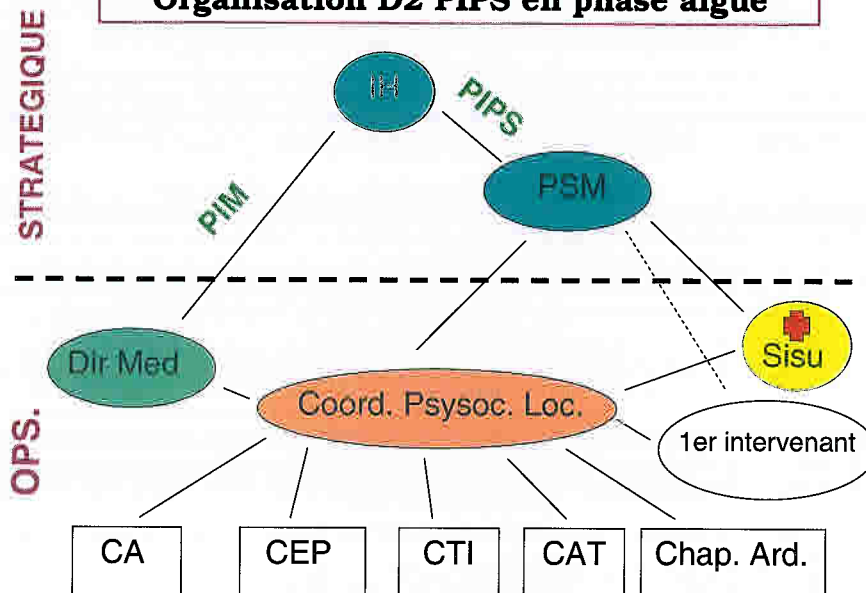 Organisation D2 PIPS en phase aiguë
STRATEGIQUE
IH
PIPS
PSM
PIM
Dir Med
Sisu
Coord. Psysoc. Loc.
1er intervenant
OPS.
CA
CEP
CTI
CAT
Chap. Ard.